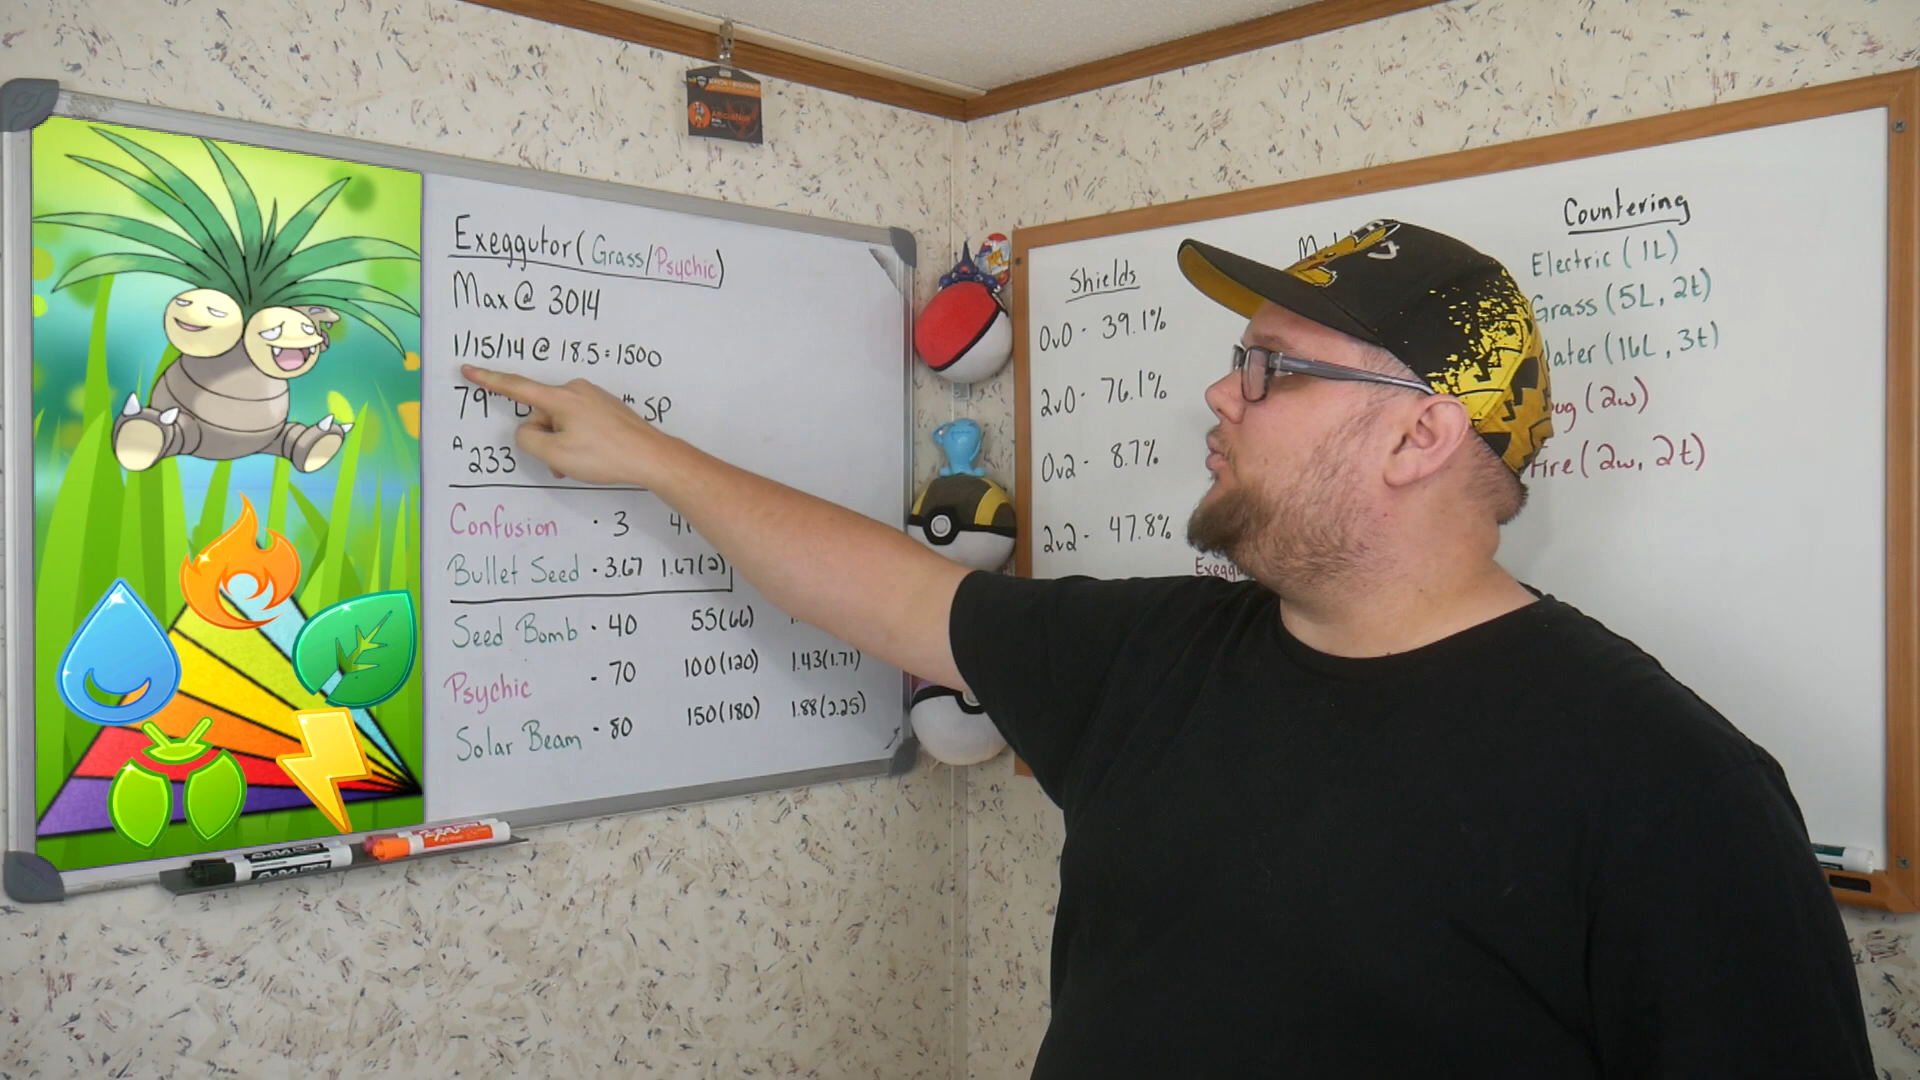 Exeggutor (Grass/Psychic)
Max @ 3014
1/15/14 @ 18.5 = 1500
79 SP
A 233
Confusion · 3
Bullet Seed · 3.67 1.67(2)
Seed Bomb · 40 55(66)
Psychic · 70 100(120) 1.43(1.71)
Solar Beam · 80 150(180) 1.88(2.25)
Shields
0v0 - 39.1%
2v0 - 76.1%
0v2 - 8.7%
2v2 - 47.8%
Countering
Electric (1L)
Grass (5L, 2t)
(16L, 3t)
(2w)
Fire (2w, 2t)